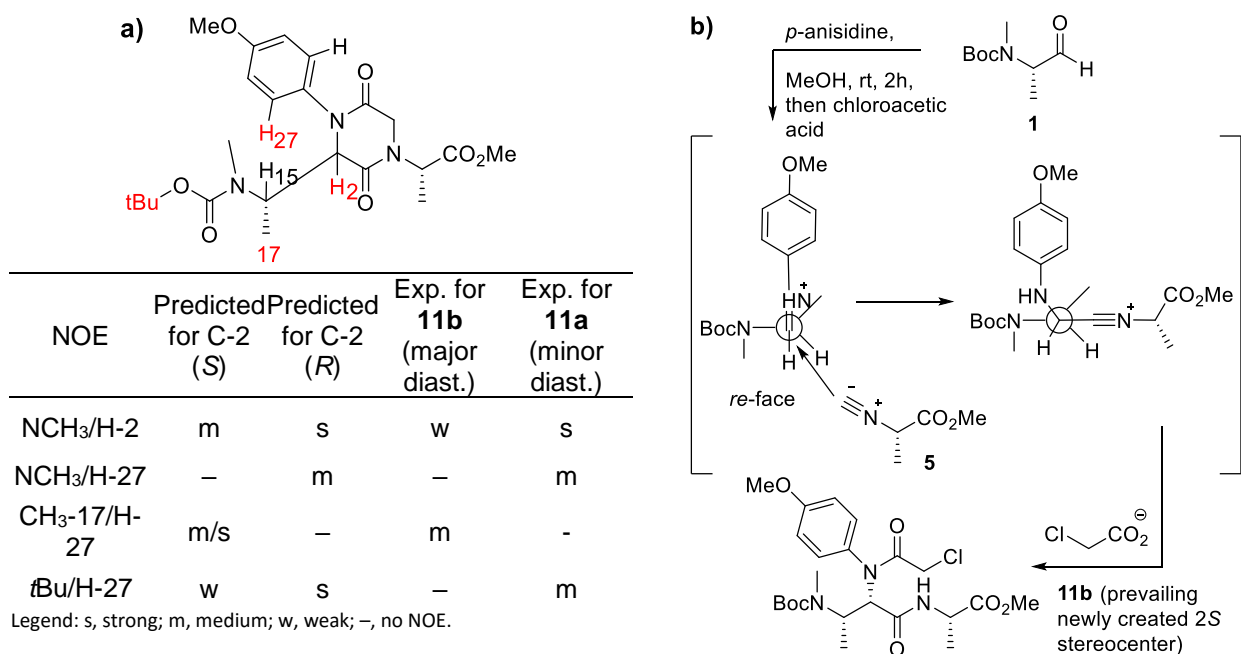 a)
MeO
H
O
N
H27
N
CO2Me
H15
H2
O
N
tBu
O
O
17
NOE
Predicted for C-2 (S)
Predicted for C-2 (R)
Exp. for 11b (major diast.)
Exp. for 11a (minor diast.)
NCH3/H-2 m s w s
NCH3/H-27 – m – m
CH3-17/H-27 m/s – m -
tBu/H-27 w s – m
Legend: s, strong; m, medium; w, weak; –, no NOE.
b)
p-anisidine,
MeOH, rt, 2h,
then chloroacetic
acid
BocN
O
H
1
OMe
HN+
BocN
H
H
re-face
−
N+
CO2Me
5
OMe
HN
BocN
H
H
N+
CO2Me
Cl
CO2⊖
11b (prevailing
newly created 2S
stereocenter)
MeO
O
Cl
N
BocN
H
N
CO2Me
O